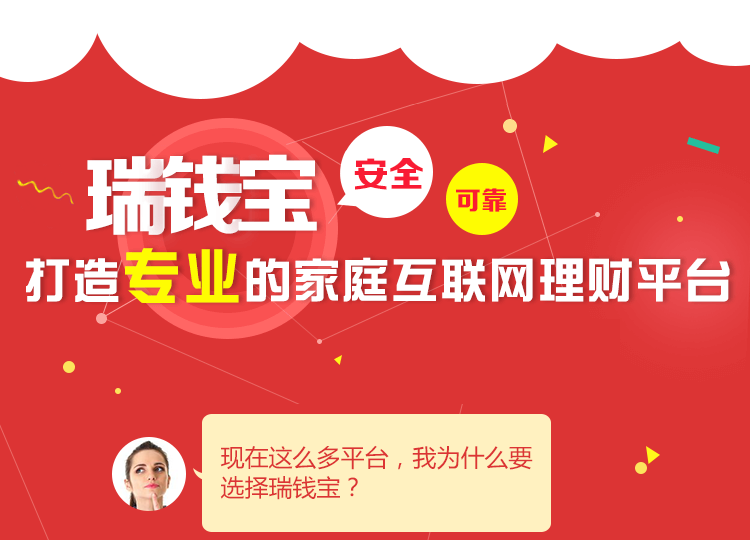 瑞钱宝
安全
可靠
打造专业的家庭互联网理财平台
现在这么多平台，我为什么要
选择瑞钱宝？